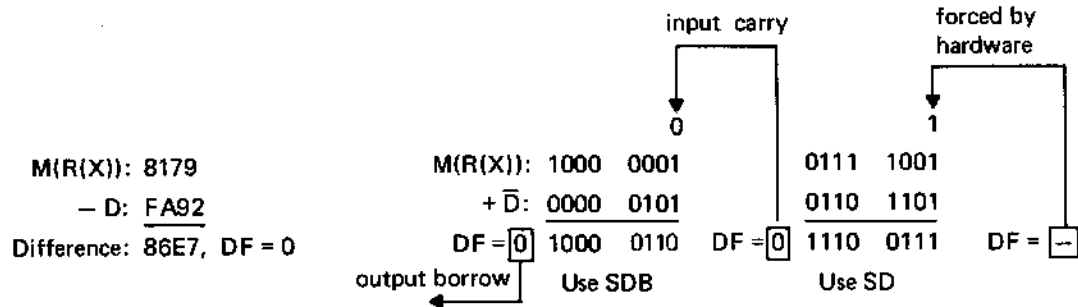 input carry
forced by
hardware
0
1
M(R(X)): 8179
M(R(X)): 1000 0001
0111 1001
− D: FA92
+ D̅: 0000 0101
0110 1101
Difference: 86E7, DF = 0
DF = 0 1000 0110
DF = 0 1110 0111
DF = −
output borrow
Use SDB
Use SD